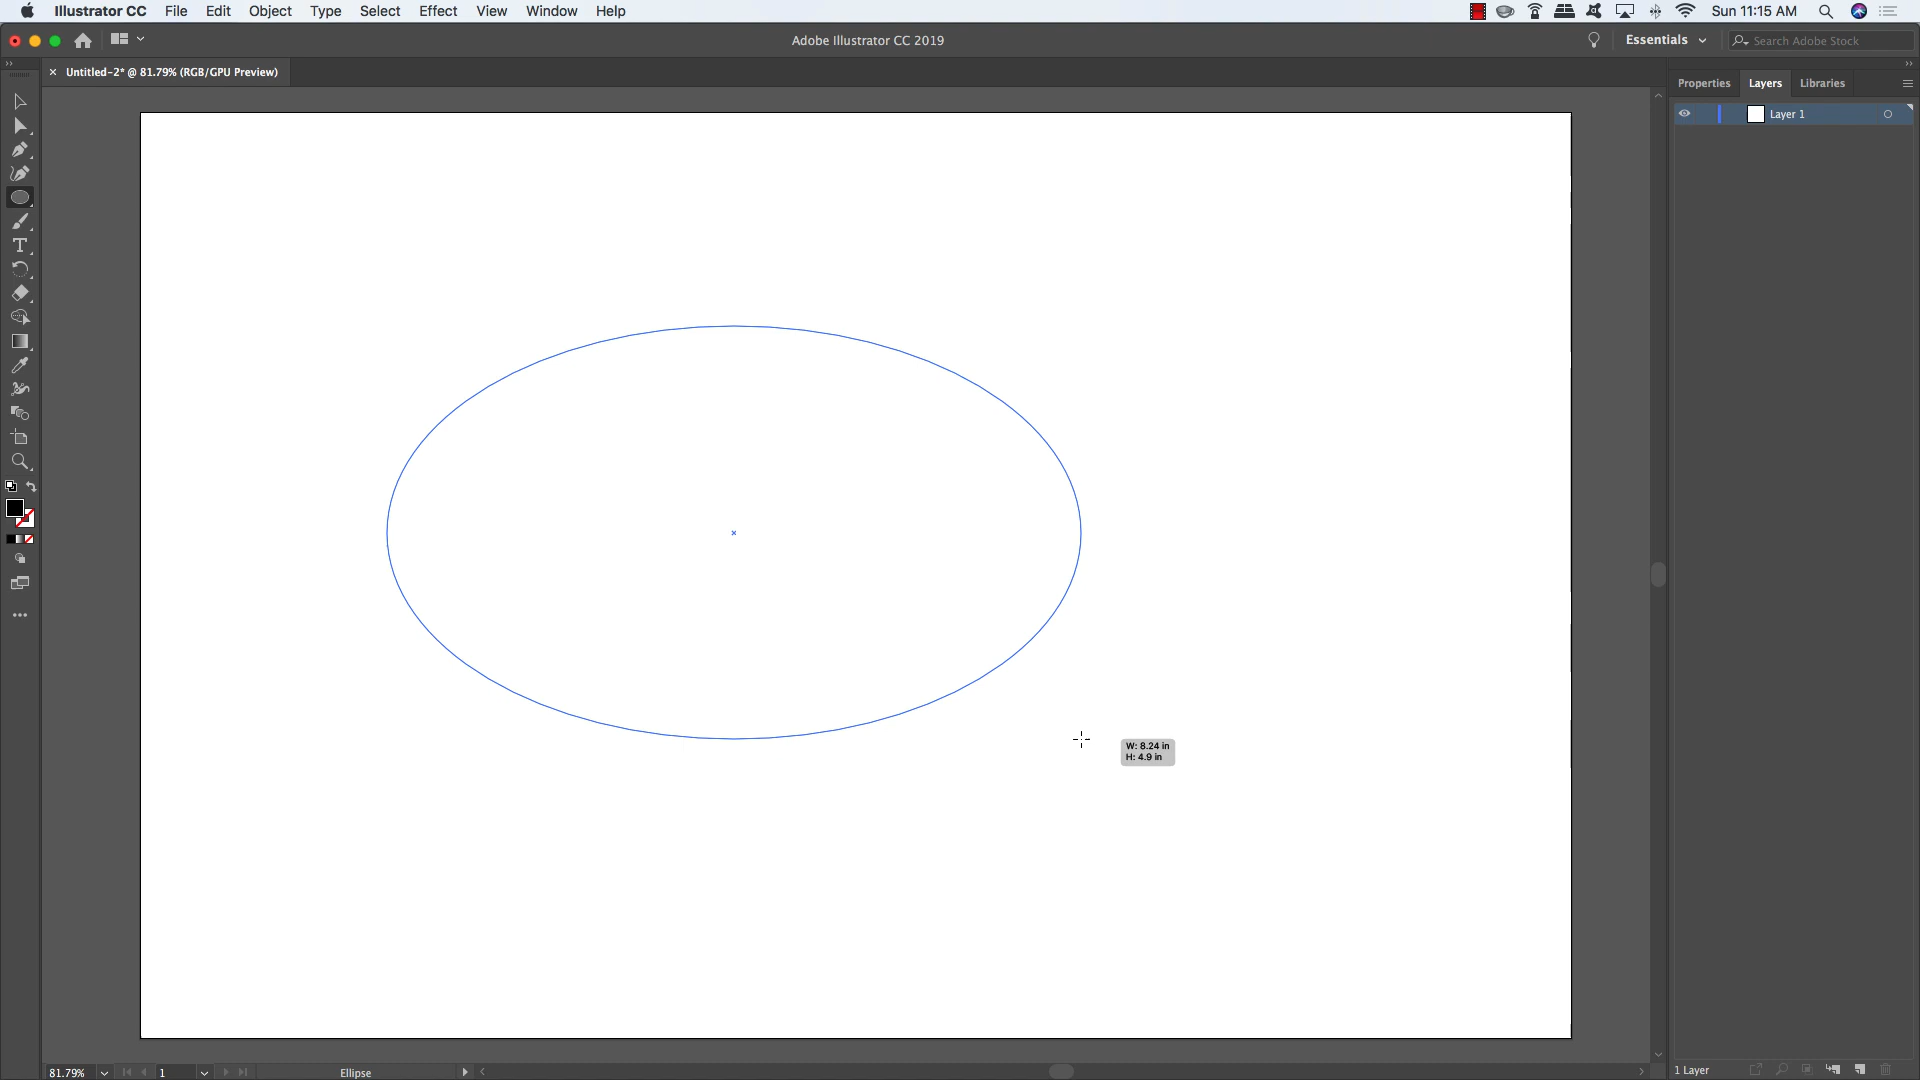 Illustrator CC File Edit Object Type Select Effect View Window Help Sun 11:15 AM
Adobe Illustrator CC 2019 Essentials Search Adobe Stock
Untitled-2* @ 81.79% (RGB/GPU Preview)
Properties Layers Libraries
Layer 1
W: 8.24 in
H: 4.9 in
81.79% 1 Ellipse 1 Layer